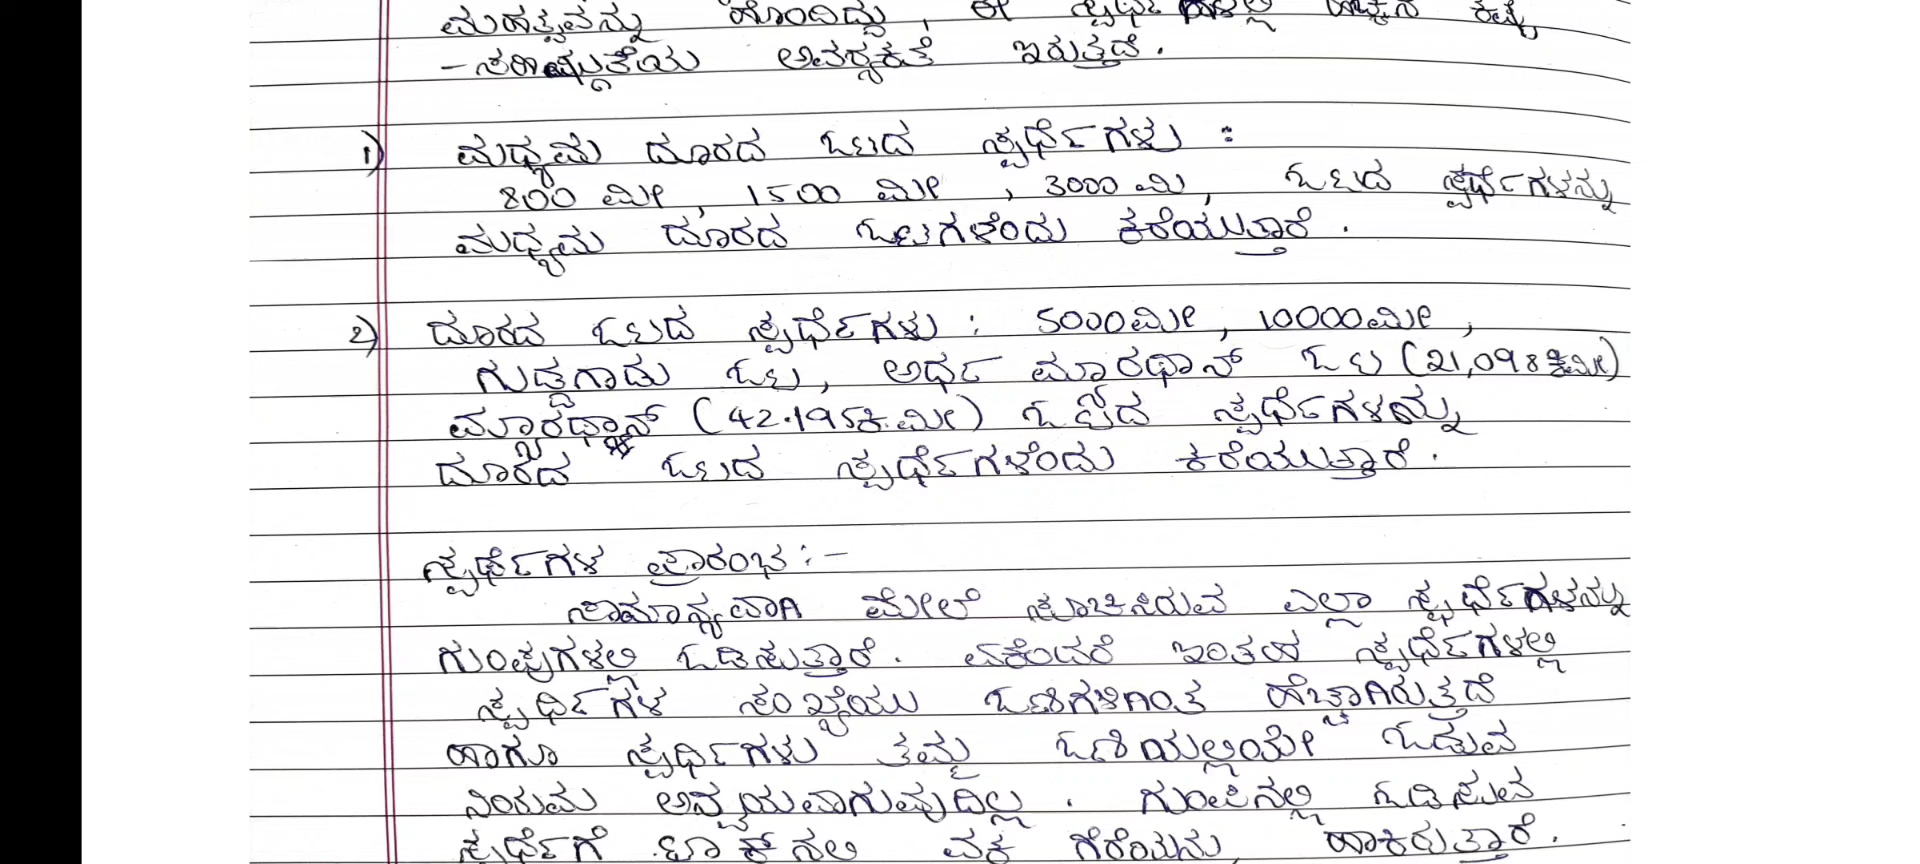 ಮಹತ್ವವನ್ನು ಹೊಂದಿದ್ದು, ಈ ಸ್ಪರ್ಧೆಗಳಲ್ಲಿ ಹೆಚ್ಚಿನ
ಅವಶ್ಯಕತೆ ಇರುತ್ತದೆ.
1) ಮಧ್ಯಮ ದೂರದ ಓಟದ ಸ್ಪರ್ಧೆಗಳು :
800 ಮೀ, 1500 ಮೀ, 3000 ಮಿ, ಓಟದ ಸ್ಪರ್ಧೆಗಳನ್ನು
ಮಧ್ಯಮ ದೂರದ ಓಟಗಳೆಂದು ಕರೆಯುತ್ತಾರೆ.
2) ದೂರದ ಓಟದ ಸ್ಪರ್ಧೆಗಳು : 5000ಮೀ, 10000ಮೀ,
ಗುಡ್ಡಗಾಡು ಓಟ, ಅರ್ಧ ಮಾರಥಾನ್ ಓಟ (21,098ಕಿಮೀ)
ಮ್ಯಾರಥಾನ್ (42.195ಕಿ.ಮೀ) ಓಟದ ಸ್ಪರ್ಧೆಗಳನ್ನು
ದೂರದ ಓಟದ ಸ್ಪರ್ಧೆಗಳೆಂದು ಕರೆಯುತ್ತಾರೆ.
ಸ್ಪರ್ಧೆಗಳ ಪ್ರಾರಂಭ :-
ಸಾಮಾನ್ಯವಾಗಿ ಮೇಲೆ ಸೂಚಿಸಿರುವ ಎಲ್ಲಾ ಸ್ಪರ್ಧೆಗಳನ್ನು
ಗುಂಪುಗಳಲ್ಲಿ ಓಡಿಸುತ್ತಾರೆ. ಏಕೆಂದರೆ ಇಂತಹ ಸ್ಪರ್ಧೆಗಳಲ್ಲಿ
ಸ್ಪರ್ಧಿಗಳ ಸಂಖ್ಯೆಯು ಓಣಿಗಳಿಗಿಂತ ಹೆಚ್ಚಾಗಿರುತ್ತದೆ
ಹಾಗೂ ಸ್ಪರ್ಧಿಗಳು ತಮ್ಮ ಓಣಿಯಲ್ಲಿಯೇ ಓಡುವ
ನಿಯಮ ಅನ್ವಯವಾಗುವುದಿಲ್ಲ. ಗುಂಪಿನಲ್ಲಿ ಓಡಿಸುವ
ಸ್ಪರ್ಧೆಗೆ ಟ್ರಾಕ್‌ನಲ್ಲಿ ವಕ್ರ ಗೆರೆಯನ್ನು ಹಾಕಿರುತ್ತಾರೆ.